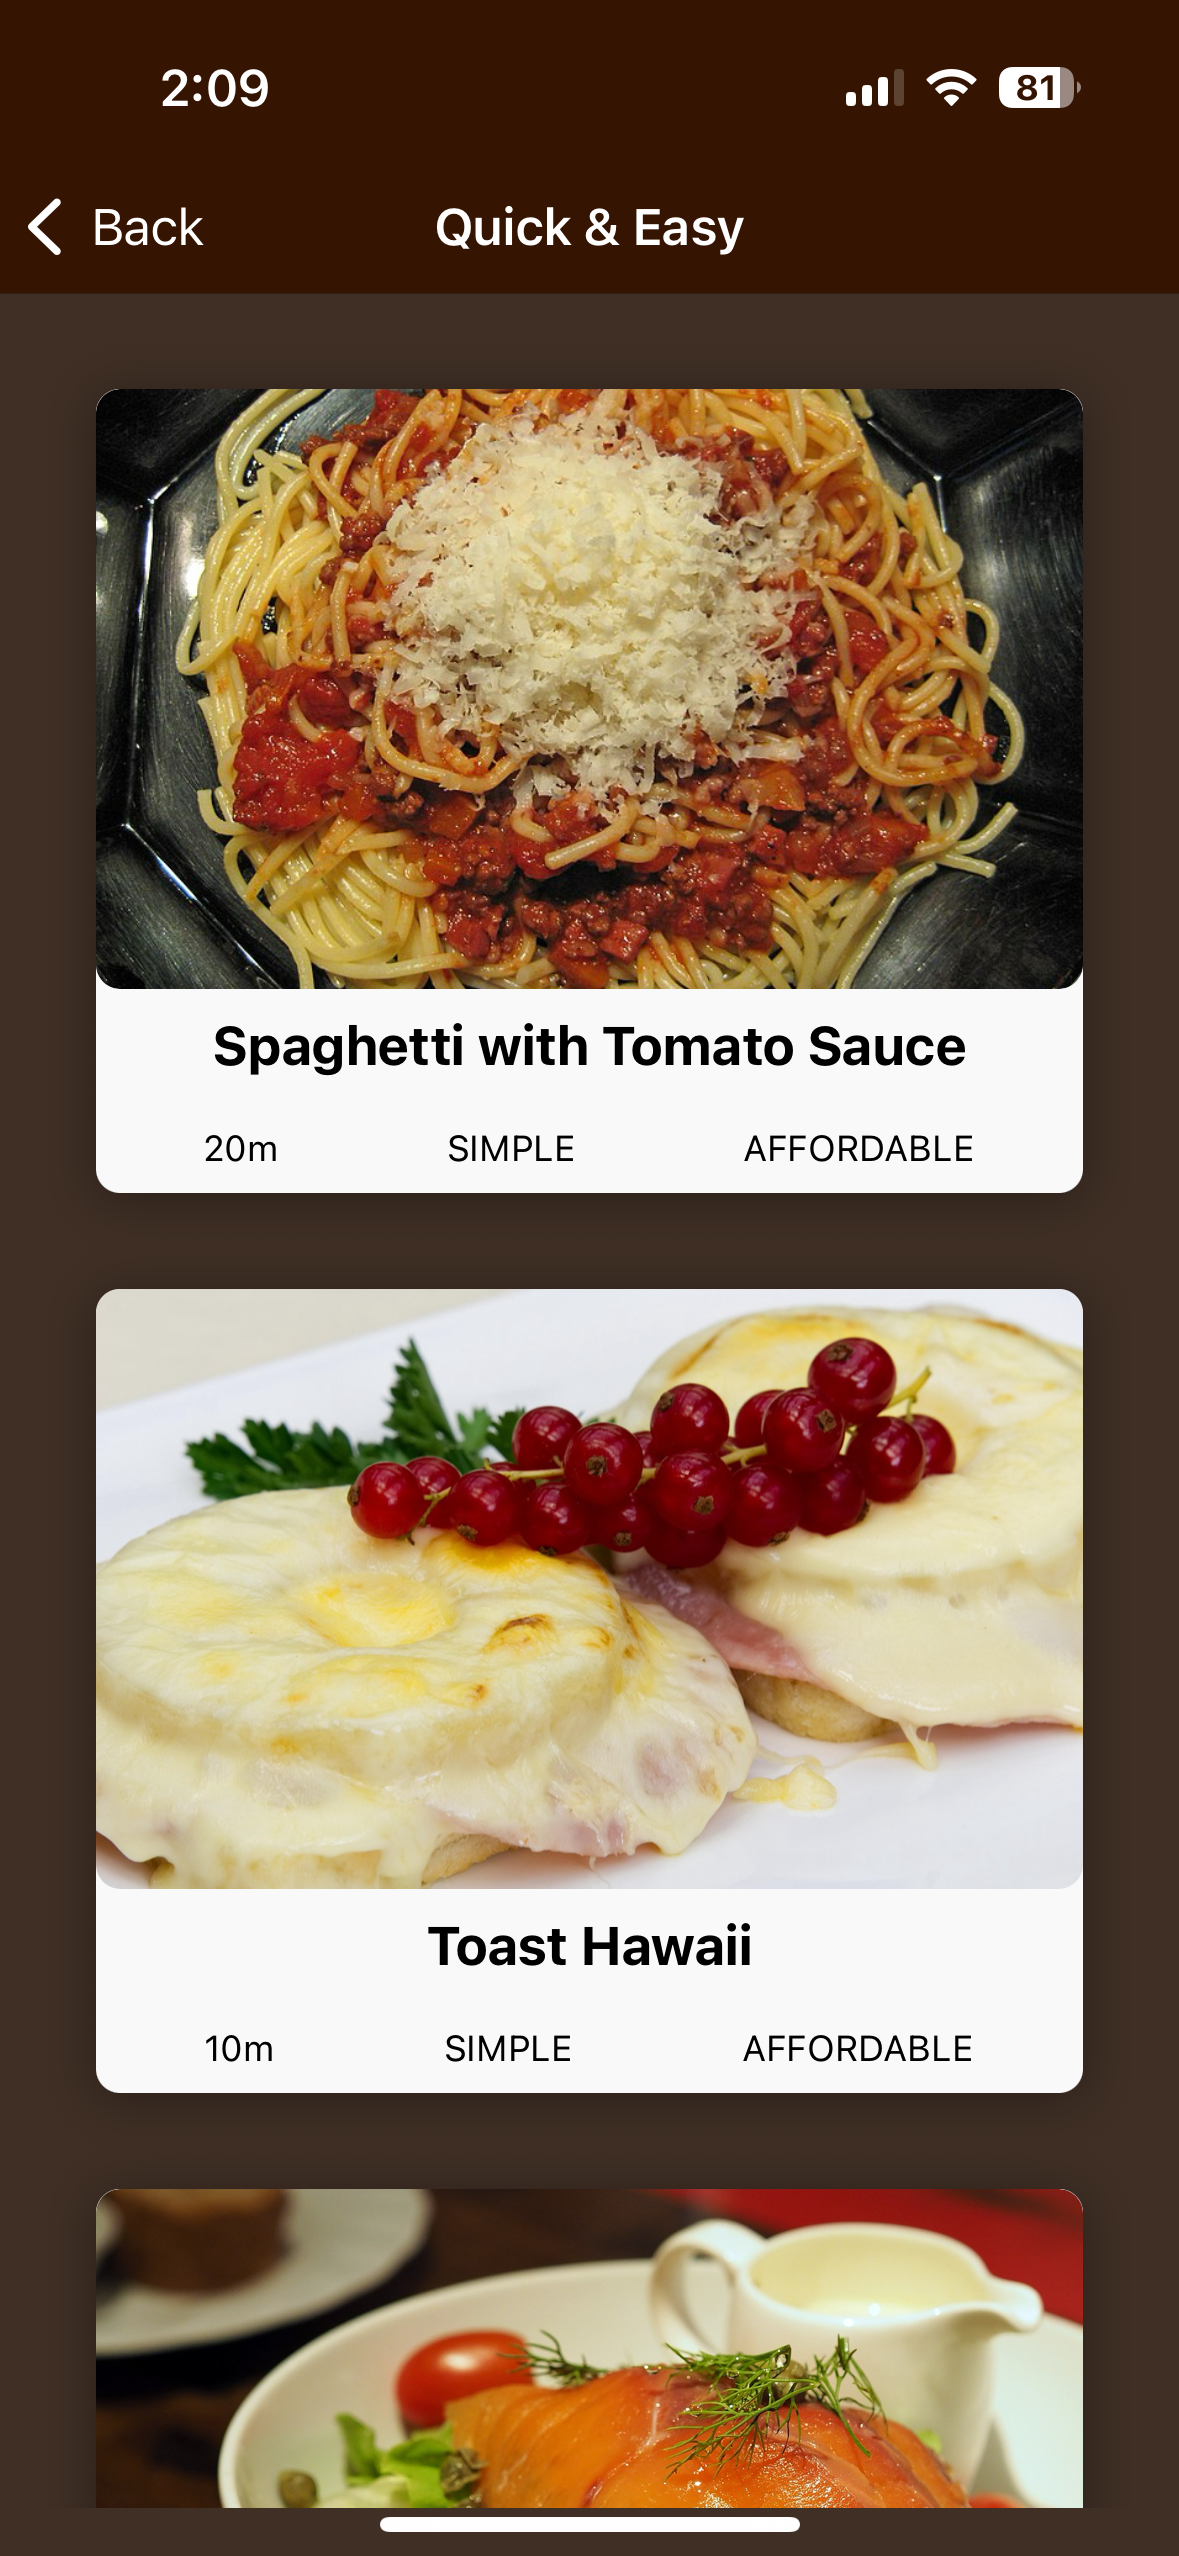 2:09
81
Back
Quick & Easy
Spaghetti with Tomato Sauce
20m SIMPLE AFFORDABLE
Toast Hawaii
10m SIMPLE AFFORDABLE